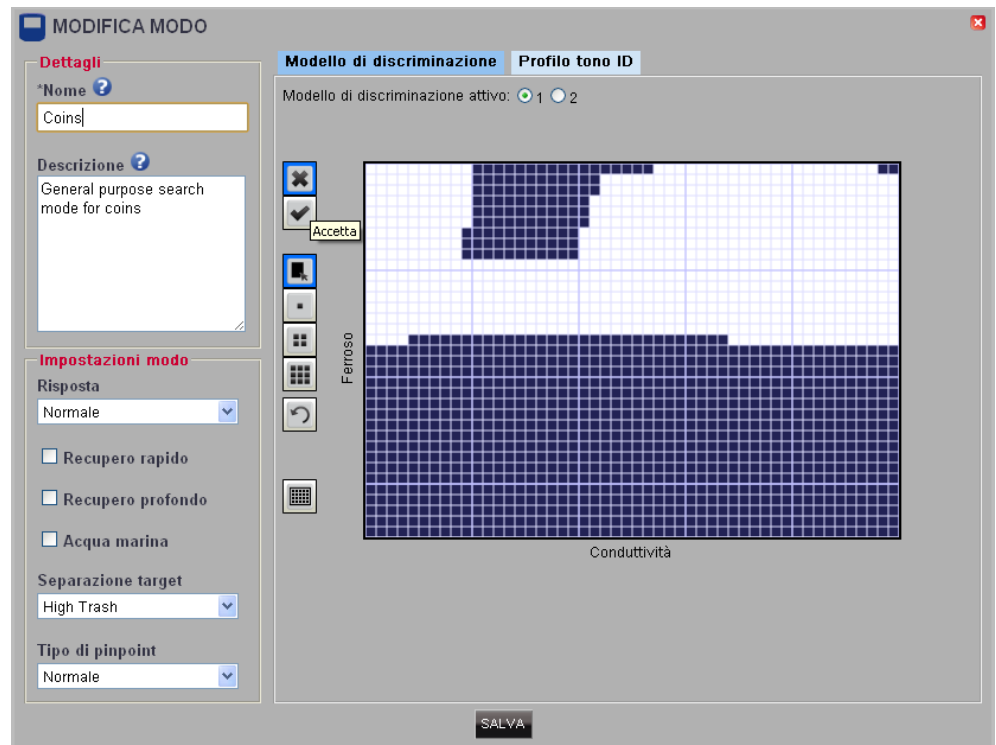 MODIFICA MODO
Dettagli
*Nome
Coins
Descrizione
General purpose search
mode for coins
Impostazioni modo
Risposta
Normale
Recupero rapido
Recupero profondo
Acqua marina
Separazione target
High Trash
Tipo di pinpoint
Normale
Modello di discriminazione
Profilo tono ID
Modello di discriminazione attivo: 1 2
Accetta
Ferroso
Conduttività
SALVA